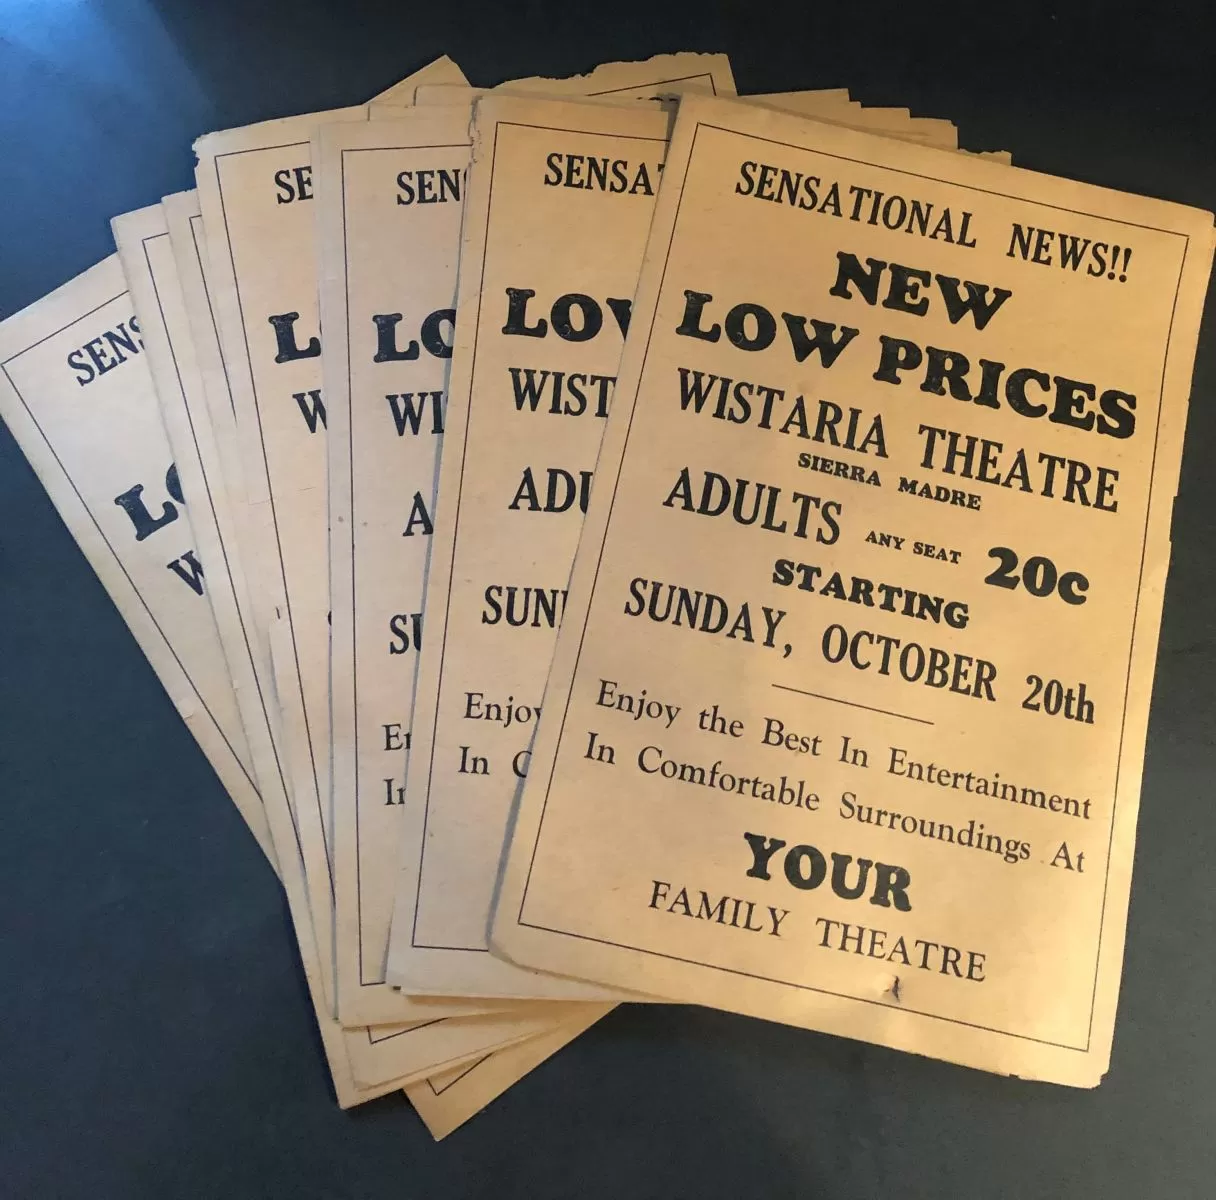 SENSATIONAL NEWS!!
NEW
LOW PRICES
WISTARIA THEATRE
SIERRA MADRE
ADULTS ANY SEAT 20c
STARTING
SUNDAY, OCTOBER 20th
Enjoy the Best In Entertainment
In Comfortable Surroundings At
YOUR
FAMILY THEATRE